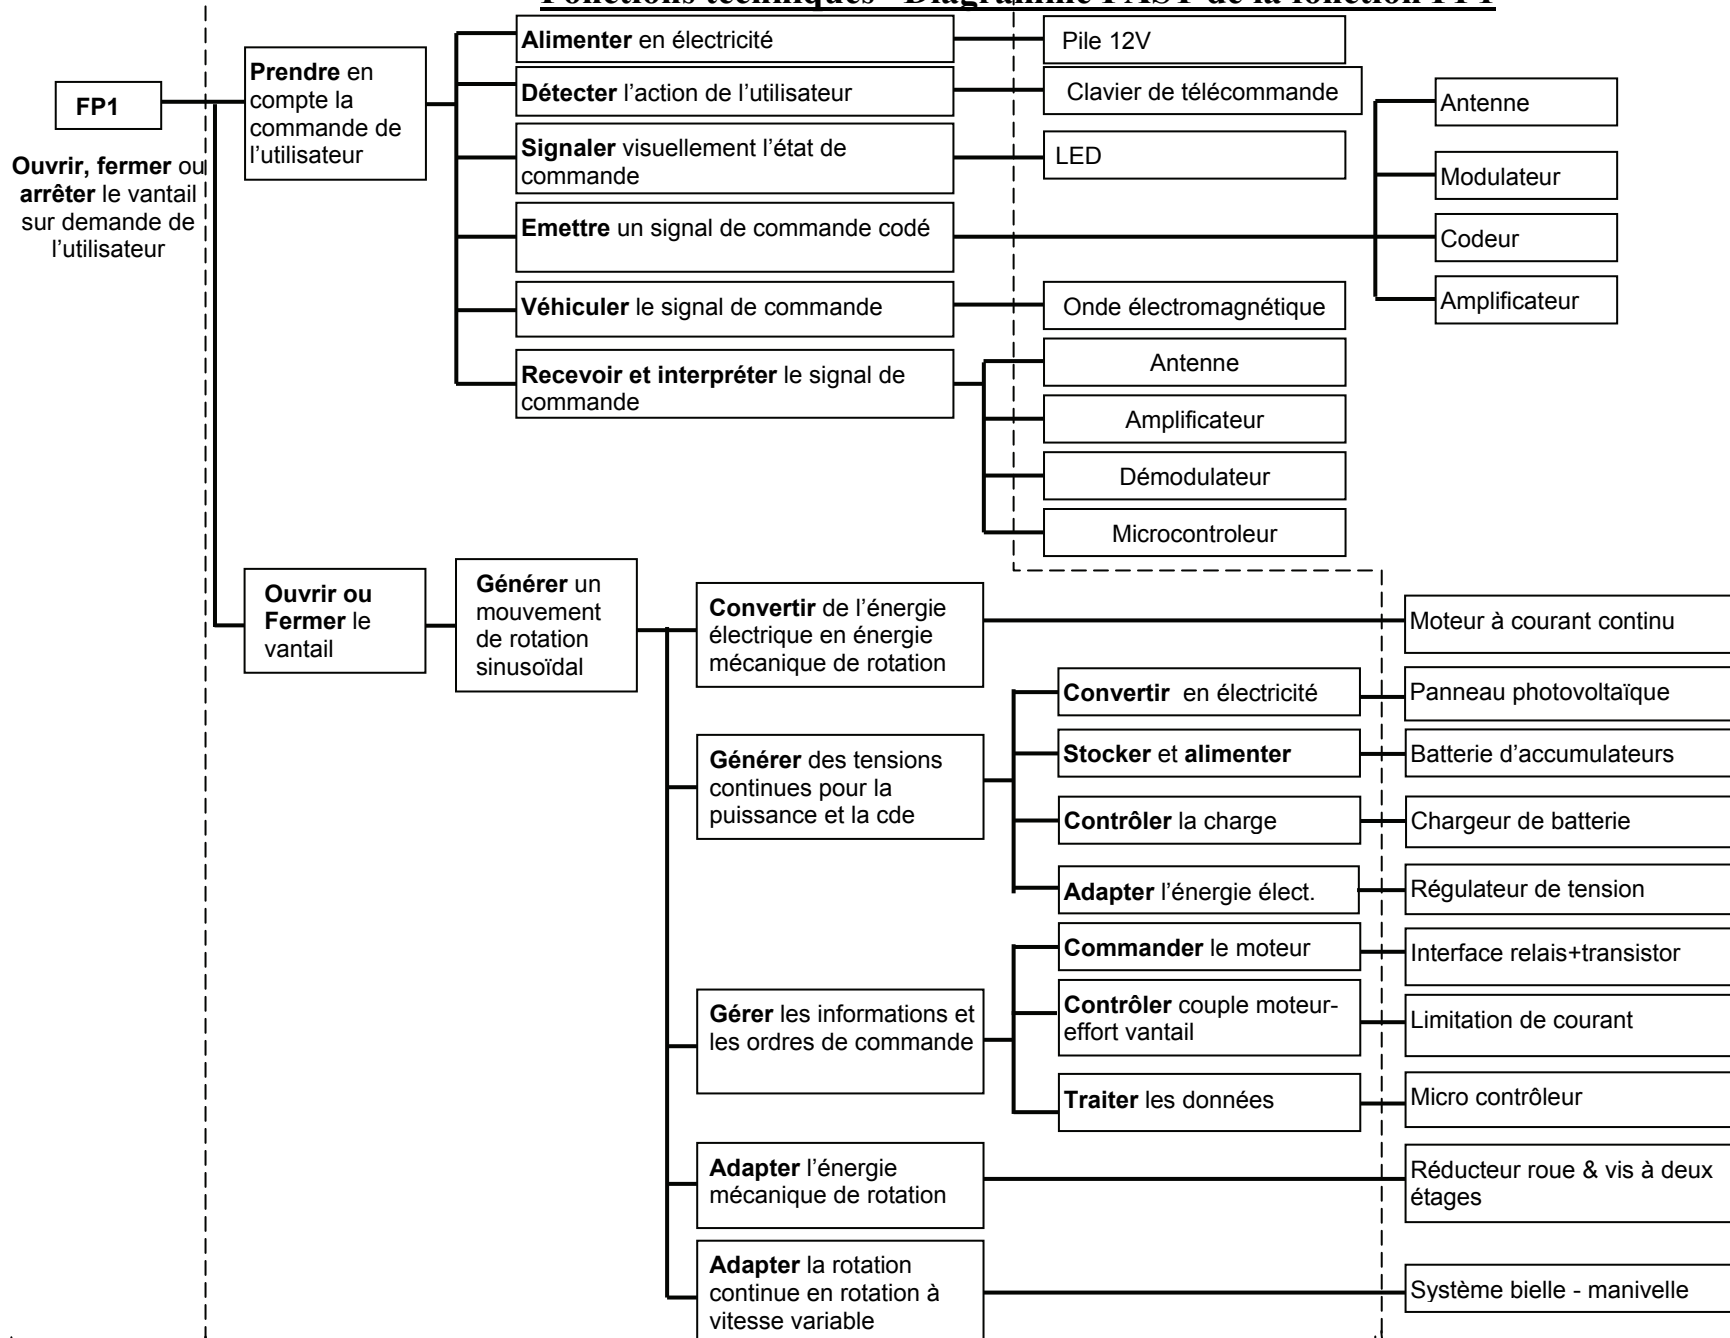 Fonctions techniques - Diagramme FAST de la fonction FP1
FP1
Ouvrir, fermer ou
arrêter le vantail
sur demande de
l’utilisateur
Prendre en
compte la
commande de
l’utilisateur
Alimenter en électricité
Pile 12V
Détecter l’action de l’utilisateur
Clavier de télécommande
Signaler visuellement l’état de
commande
LED
Emettre un signal de commande codé
Antenne
Modulateur
Codeur
Amplificateur
Véhiculer le signal de commande
Onde électromagnétique
Recevoir et interpréter le signal de
commande
Antenne
Amplificateur
Démodulateur
Microcontroleur
Ouvrir ou
Fermer le
vantail
Générer un
mouvement
de rotation
sinusoïdal
Convertir de l’énergie
électrique en énergie
mécanique de rotation
Moteur à courant continu
Générer des tensions
continues pour la
puissance et la cde
Convertir en électricité
Panneau photovoltaïque
Stocker et alimenter
Batterie d’accumulateurs
Contrôler la charge
Chargeur de batterie
Adapter l’énergie élect.
Régulateur de tension
Gérer les informations et
les ordres de commande
Commander le moteur
Interface relais+transistor
Contrôler couple moteur-
effort vantail
Limitation de courant
Traiter les données
Micro contrôleur
Adapter l’énergie
mécanique de rotation
Réducteur roue & vis à deux
étages
Adapter la rotation
continue en rotation à
vitesse variable
Système bielle - manivelle